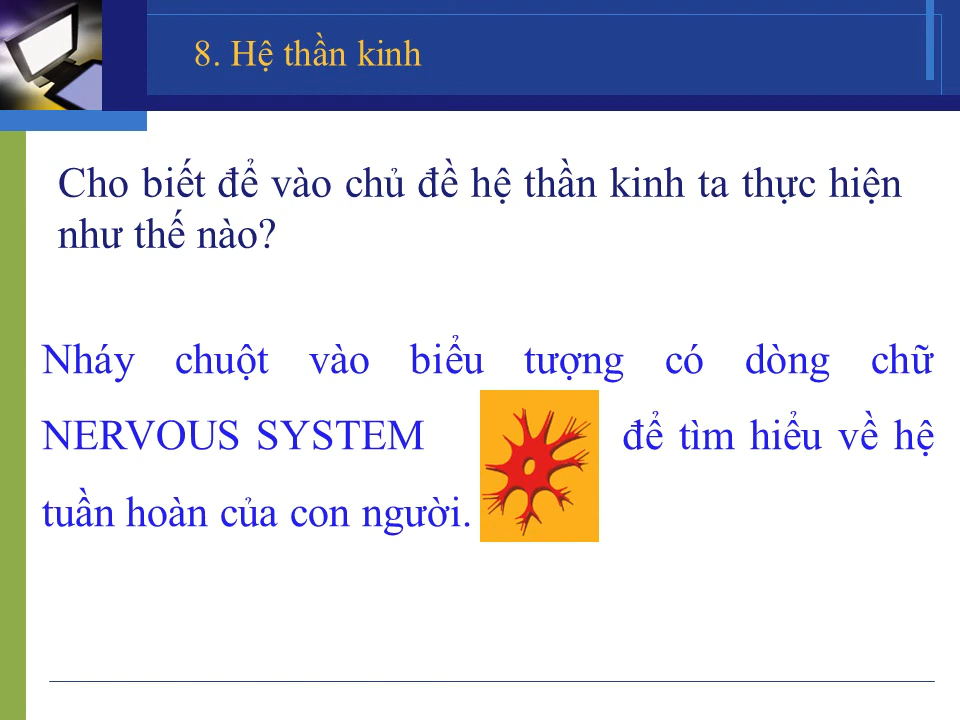 8. Hệ thần kinh
Cho biết để vào chủ đề hệ thần kinh ta thực hiện
như thế nào?
Nháy chuột vào biểu tượng có dòng chữ
NERVOUS SYSTEM để tìm hiểu về hệ
tuần hoàn của con người.